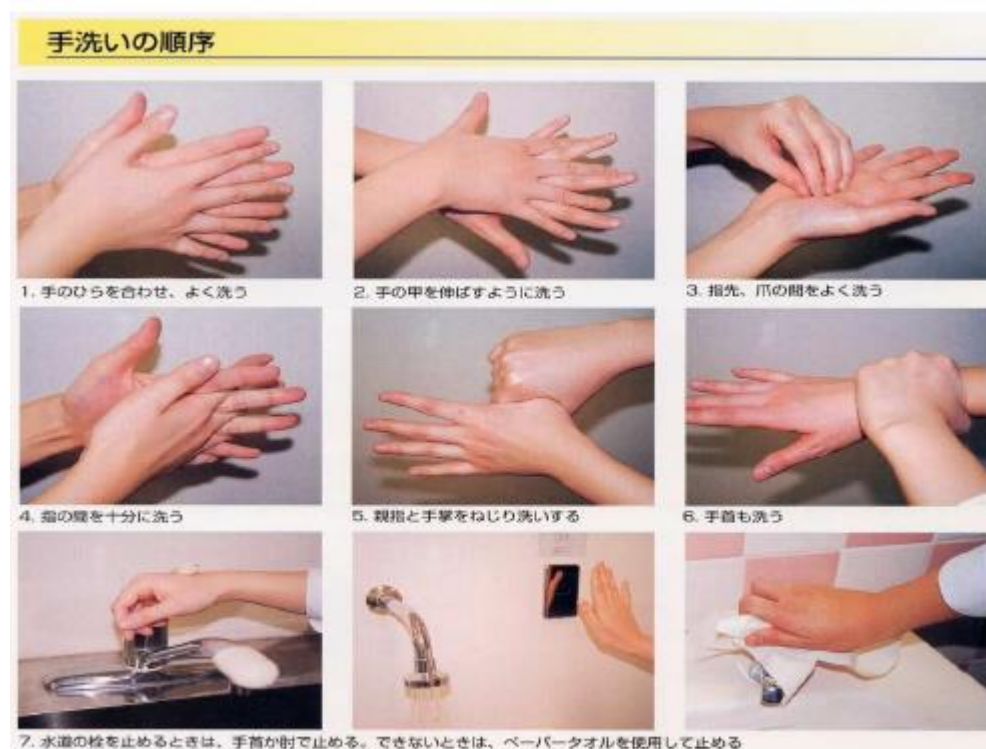 手洗いの順序
1. 手のひらを合わせ、よく洗う
2. 手の甲を伸ばすように洗う
3. 指先、爪の間をよく洗う
4. 指の間を十分に洗う
5. 親指と手掌をねじり洗いする
6. 手首も洗う
7. 水道の栓を止めるときは、手首か肘で止める。できないときは、ペーパータオルを使用して止める